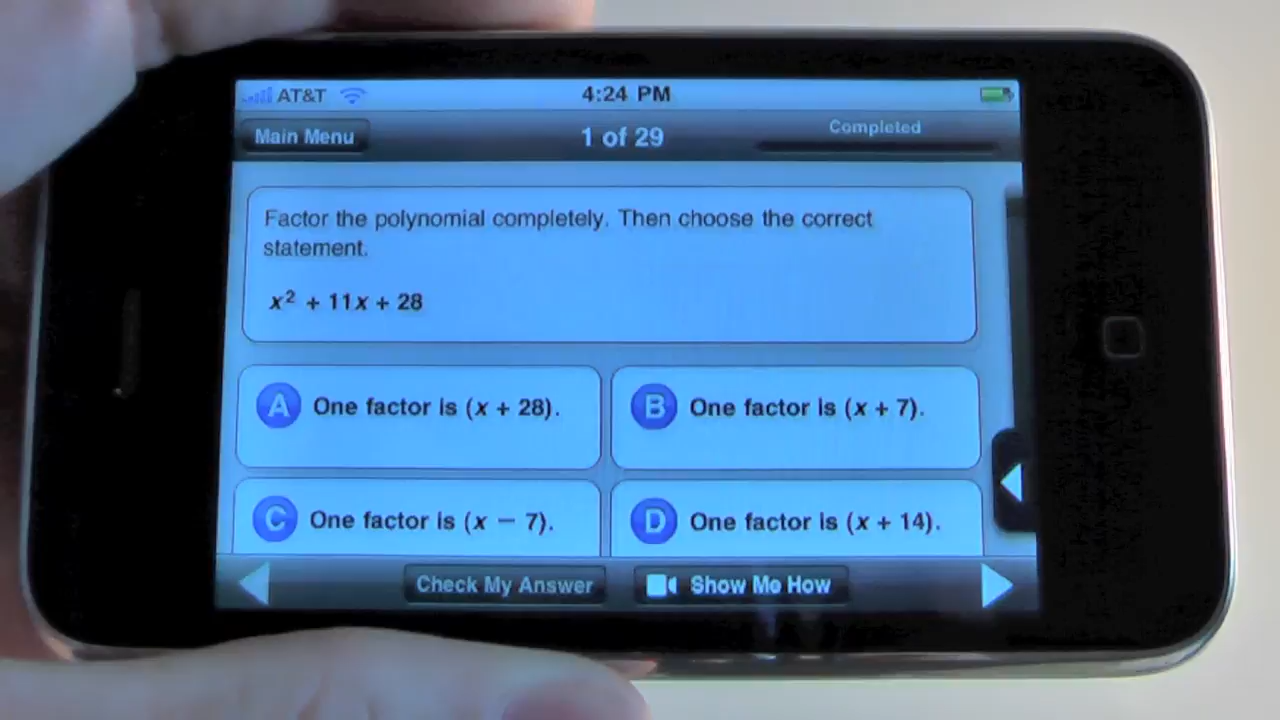 AT&T 4:24 PM
Main Menu 1 of 29 Completed
Factor the polynomial completely. Then choose the correct
statement.
x² + 11x + 28
A One factor is (x + 28).
B One factor is (x + 7).
C One factor is (x − 7).
D One factor is (x + 14).
Check My Answer Show Me How